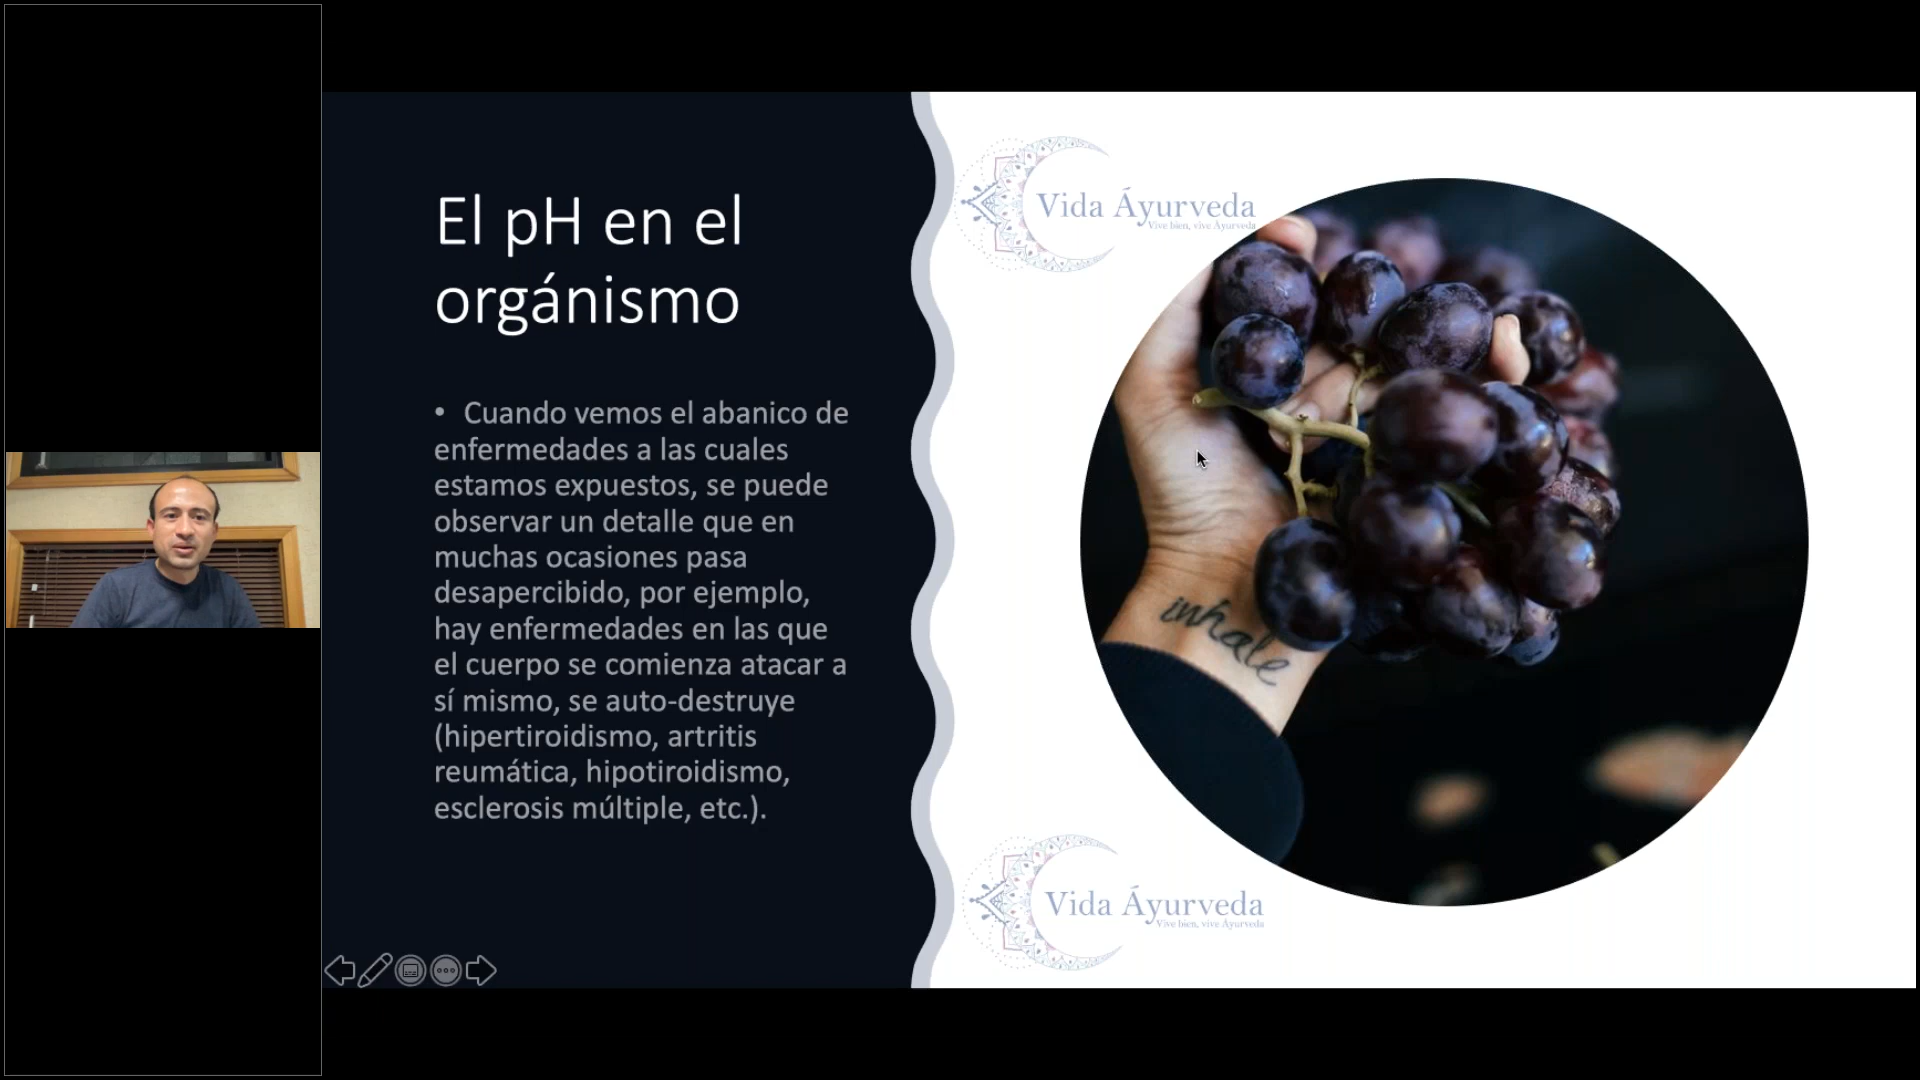 El pH en el
orgánismo
• Cuando vemos el abanico de
enfermedades a las cuales
estamos expuestos, se puede
observar un detalle que en
muchas ocasiones pasa
desapercibido, por ejemplo,
hay enfermedades en las que
el cuerpo se comienza atacar a
sí mismo, se auto-destruye
(hipertiroidismo, artritis
reumática, hipotiroidismo,
esclerosis múltiple, etc.).
Vida Áyurveda
Vive bien, vive Áyurveda
inhale
Vida Áyurveda
Vive bien, vive Áyurveda